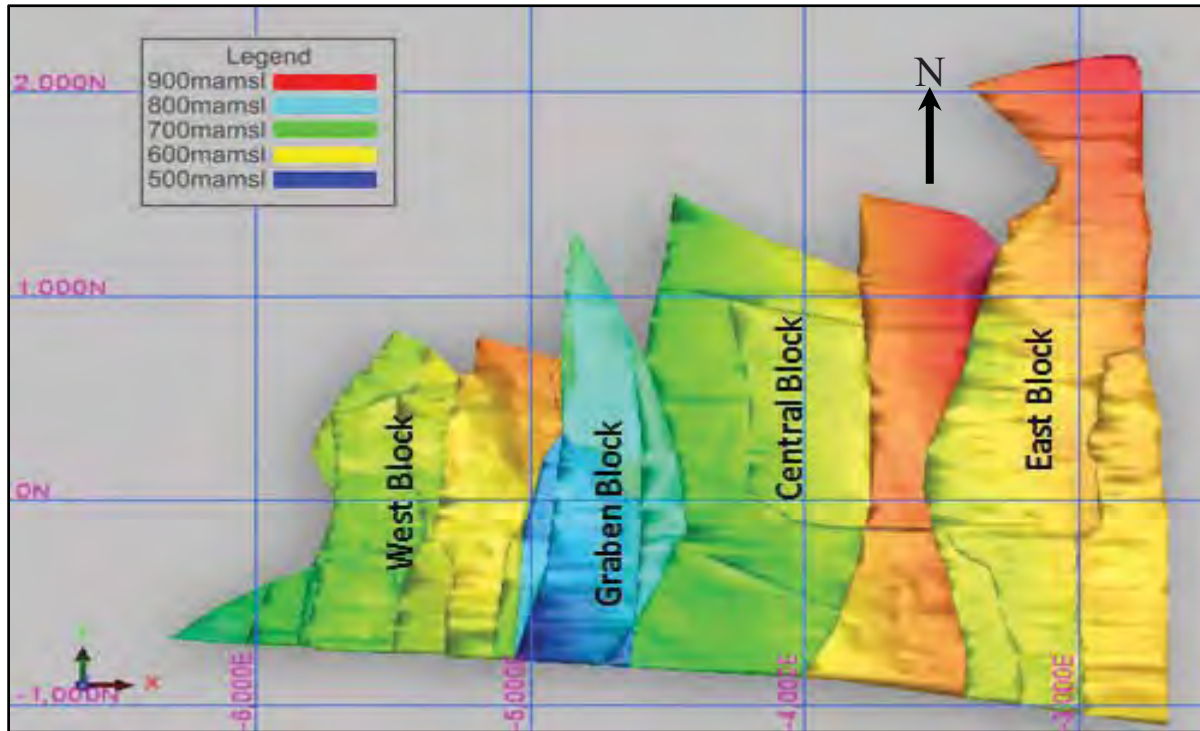 Legend
900mamsl
800mamsl
700mamsl
600mamsl
500mamsl
N
2,000N
1,000N
0N
-1,000N
West Block
Graben Block
Central Block
East Block
-6,000E
-5,000E
-4,000E
-3,000E
X